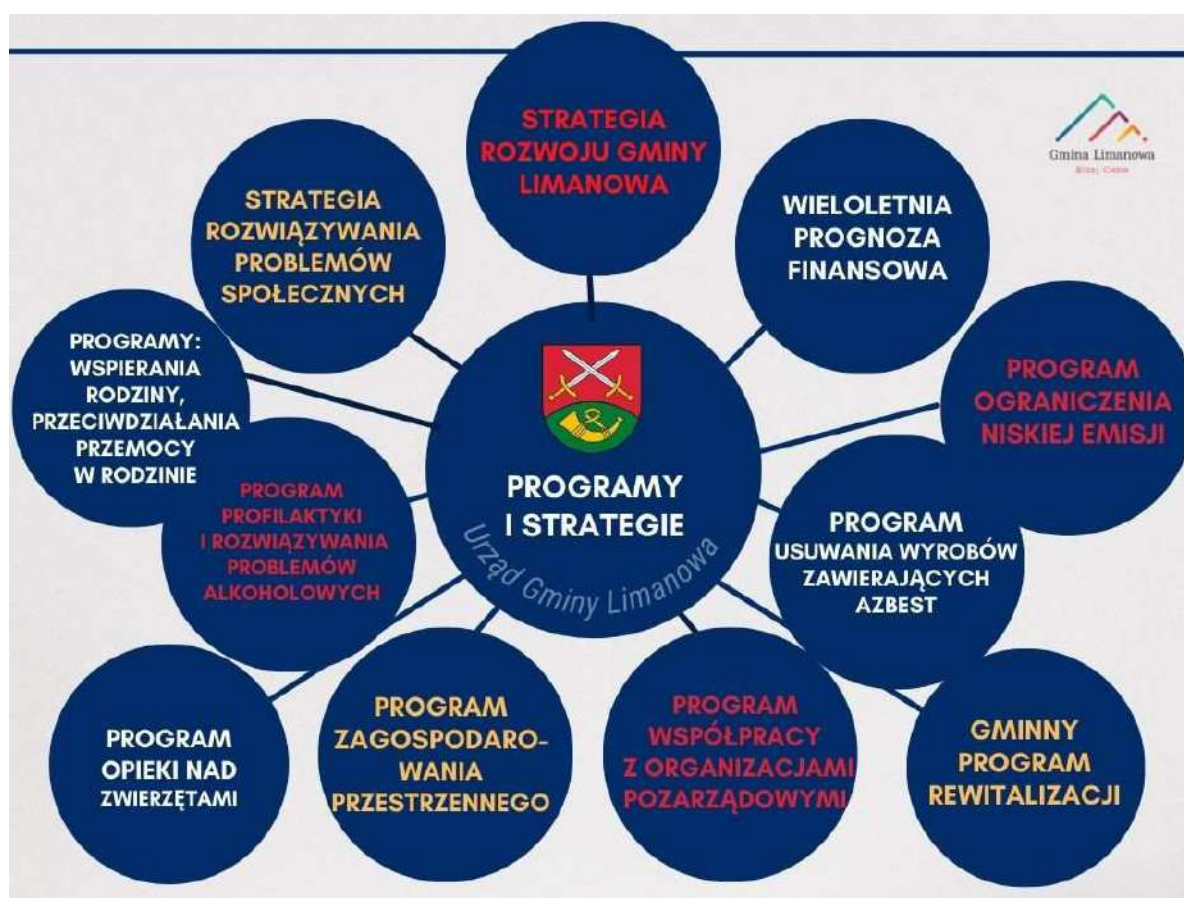 STRATEGIA
ROZWOJU GMINY
LIMANOWA
Gmina Limanowa
STRATEGIA
ROZWIĄZYWANIA
PROBLEMÓW
SPOŁECZNYCH
WIELOLETNIA
PROGNOZA
FINANSOWA
PROGRAMY:
WSPIERANIA
RODZINY,
PRZECIWDZIAŁANIA
PRZEMOCY
W RODZINIE
PROGRAM
OGRANICZENIA
NISKIEJ EMISJI
PROGRAMY
I STRATEGIE
Urząd Gminy Limanowa
PROGRAM
PROFILAKTYKI
I ROZWIĄZYWANIA
PROBLEMÓW
ALKOHOLOWYCH
PROGRAM
USUWANIA WYROBÓW
ZAWIERAJĄCYCH
AZBEST
PROGRAM
OPIEKI NAD
ZWIERZĘTAMI
PROGRAM
ZAGOSPODARO-
WANIA
PRZESTRZENNEGO
PROGRAM
WSPÓŁPRACY
Z ORGANIZACJAMI
POZARZĄDOWYMI
GMINNY
PROGRAM
REWITALIZACJI